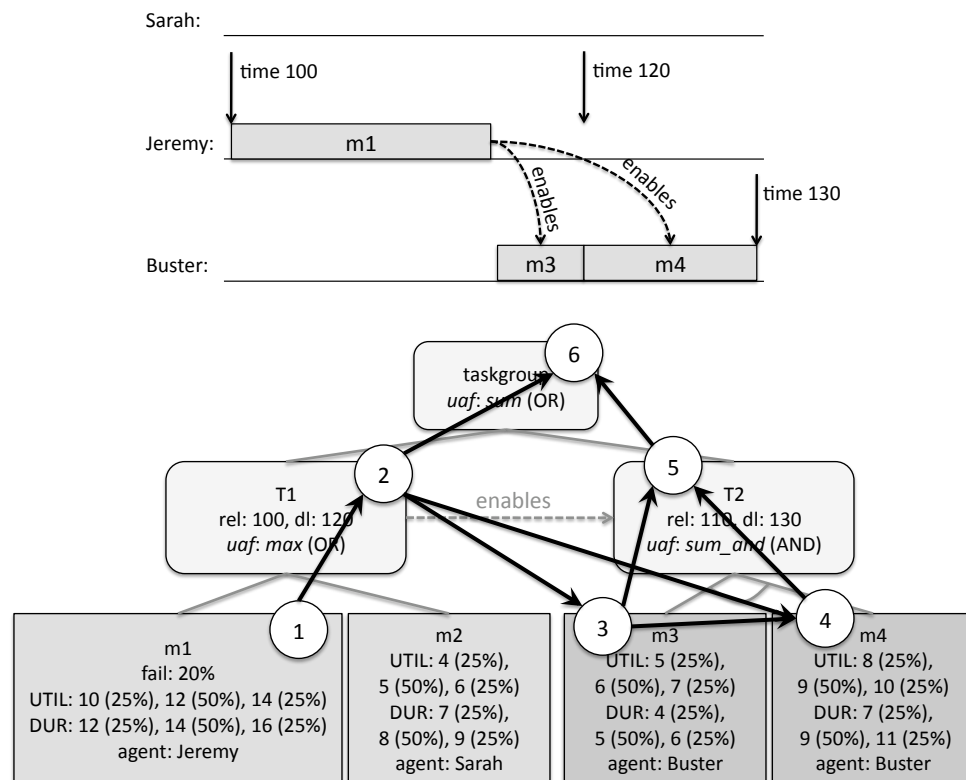 Sarah:
time 100
time 120
Jeremy:
m1
enables
enables
time 130
Buster:
m3
m4
6
taskgroup
uaf: sum (OR)
2
5
T1
rel: 100, dl: 120
uaf: max (OR)
enables
T2
rel: 110, dl: 130
uaf: sum_and (AND)
1
3
4
m1
fail: 20%
UTIL: 10 (25%), 12 (50%), 14 (25%)
DUR: 12 (25%), 14 (50%), 16 (25%)
agent: Jeremy
m2
UTIL: 4 (25%),
5 (50%), 6 (25%)
DUR: 7 (25%),
8 (50%), 9 (25%)
agent: Sarah
m3
UTIL: 5 (25%),
6 (50%), 7 (25%)
DUR: 4 (25%),
5 (50%), 6 (25%)
agent: Buster
m4
UTIL: 8 (25%),
9 (50%), 10 (25%)
DUR: 7 (25%),
9 (50%), 11 (25%)
agent: Buster